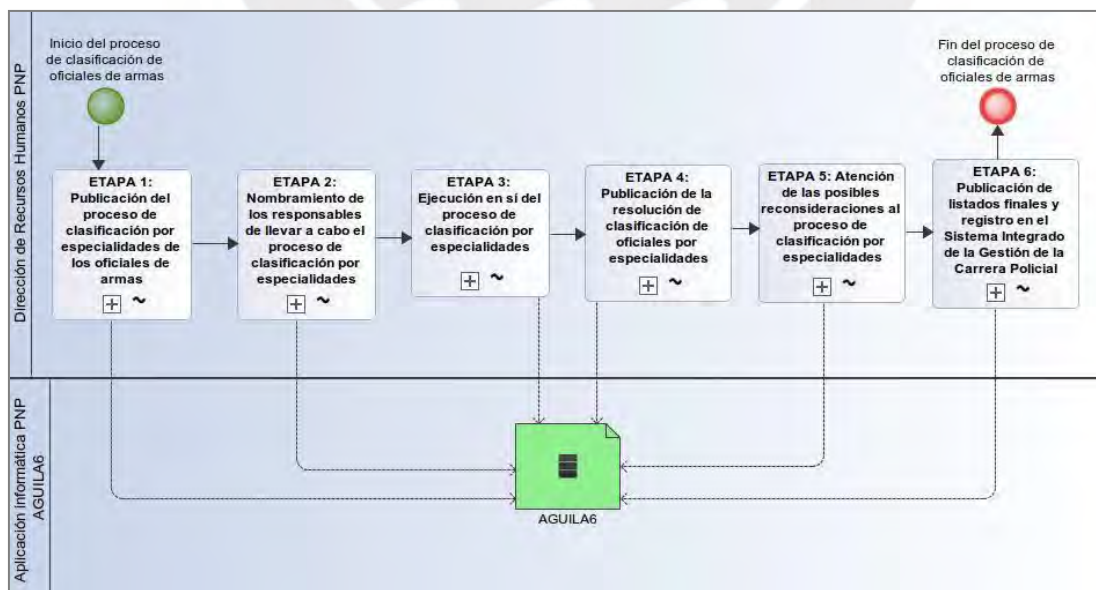 Dirección de Recursos Humanos PNP
Inicio del proceso
de clasificación de
oficiales de armas
Fin del proceso de
clasificación de
oficiales de armas
ETAPA 1:
Publicación del
proceso de
clasificación por
especialidades de
los oficiales de
armas
ETAPA 2:
Nombramiento de
los responsables
de llevar a cabo el
proceso de
clasificación por
especialidades
ETAPA 3:
Ejecución en sí del
proceso de
clasificación por
especialidades
ETAPA 4:
Publicación de la
resolución de
clasificación de
oficiales por
especialidades
ETAPA 5: Atención
de las posibles
reconsideraciones al
proceso de
clasificación por
especialidades
ETAPA 6:
Publicación de
listados finales y
registro en el
Sistema Integrado
de la Gestión de la
Carrera Policial
Aplicación informática PNP
AGUILA6
AGUILA6